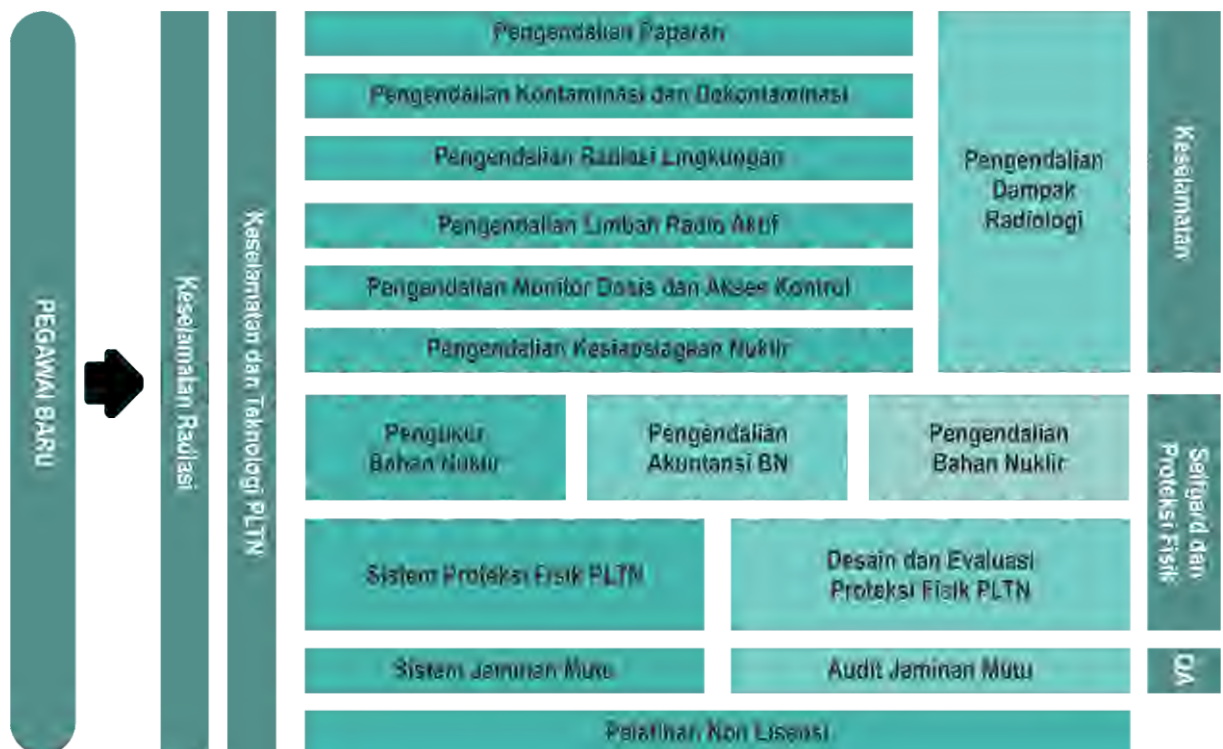 PEGAWAI BARU
Keselamatan Radiasi
Keselamatan dan Teknologi PLTN
Pengendalian Paparan
Pengendalian Kontaminasi dan Dekontaminasi
Pengendalian Radiasi Lingkungan
Pengendalian Limbah Radio Aktif
Pengendalian Monitor Dosis dan Akses Kontrol
Pengendalian Kesiapsiagaan Nuklir
Pengendalian
Dampak
Radiologi
Keselamatan
Pengukur
Bahan Nuklir
Pengendalian
Akuntansi BN
Pengendalian
Bahan Nuklir
Sistem Proteksi Fisik PLTN
Desain dan Evaluasi
Proteksi Fisik PLTN
Seifgard dan
Proteksi Fisik
Sistem Jaminan Mutu
Audit Jaminan Mutu
QA
Pelatihan Non Lisensi